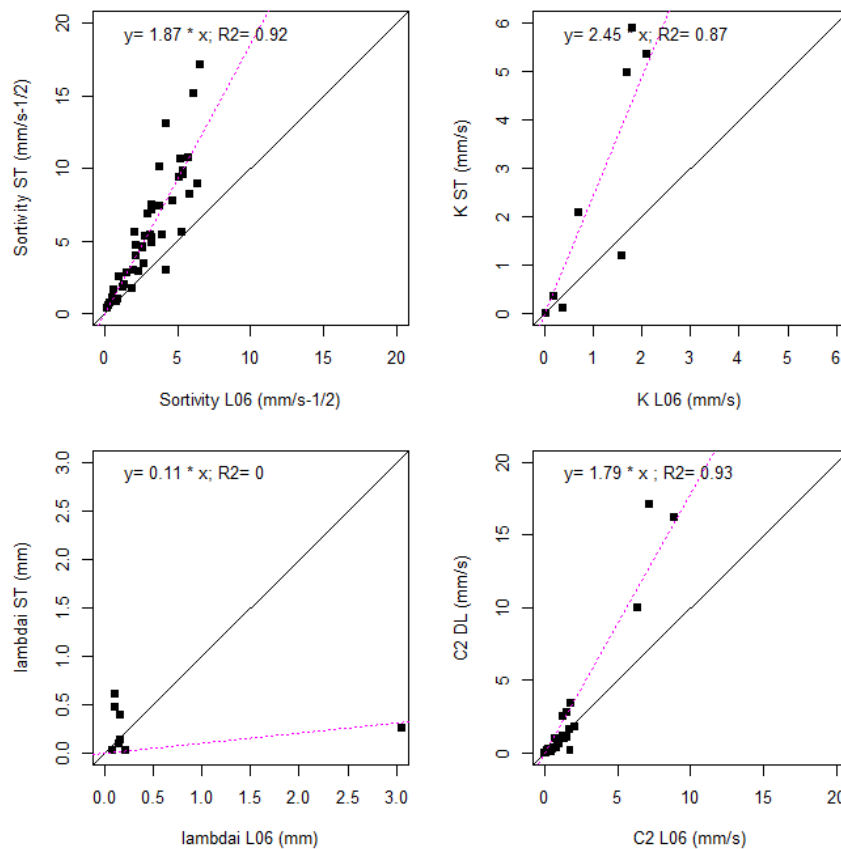 y= 1.87 * x; R2= 0.92
Sortivity ST (mm/s-1/2)
20
15
10
5
0
0 5 10 15 20
Sortivity L06 (mm/s-1/2)
y= 2.45 * x; R2= 0.87
K ST (mm/s)
6
5
4
3
2
1
0
0 1 2 3 4 5 6
K L06 (mm/s)
y= 0.11 * x; R2= 0
lambdai ST (mm)
3.0
2.5
2.0
1.5
1.0
0.5
0.0
0.0 0.5 1.0 1.5 2.0 2.5 3.0
lambdai L06 (mm)
y= 1.79 * x ; R2= 0.93
C2 DL (mm/s)
20
15
10
5
0
0 5 10 15 20
C2 L06 (mm/s)